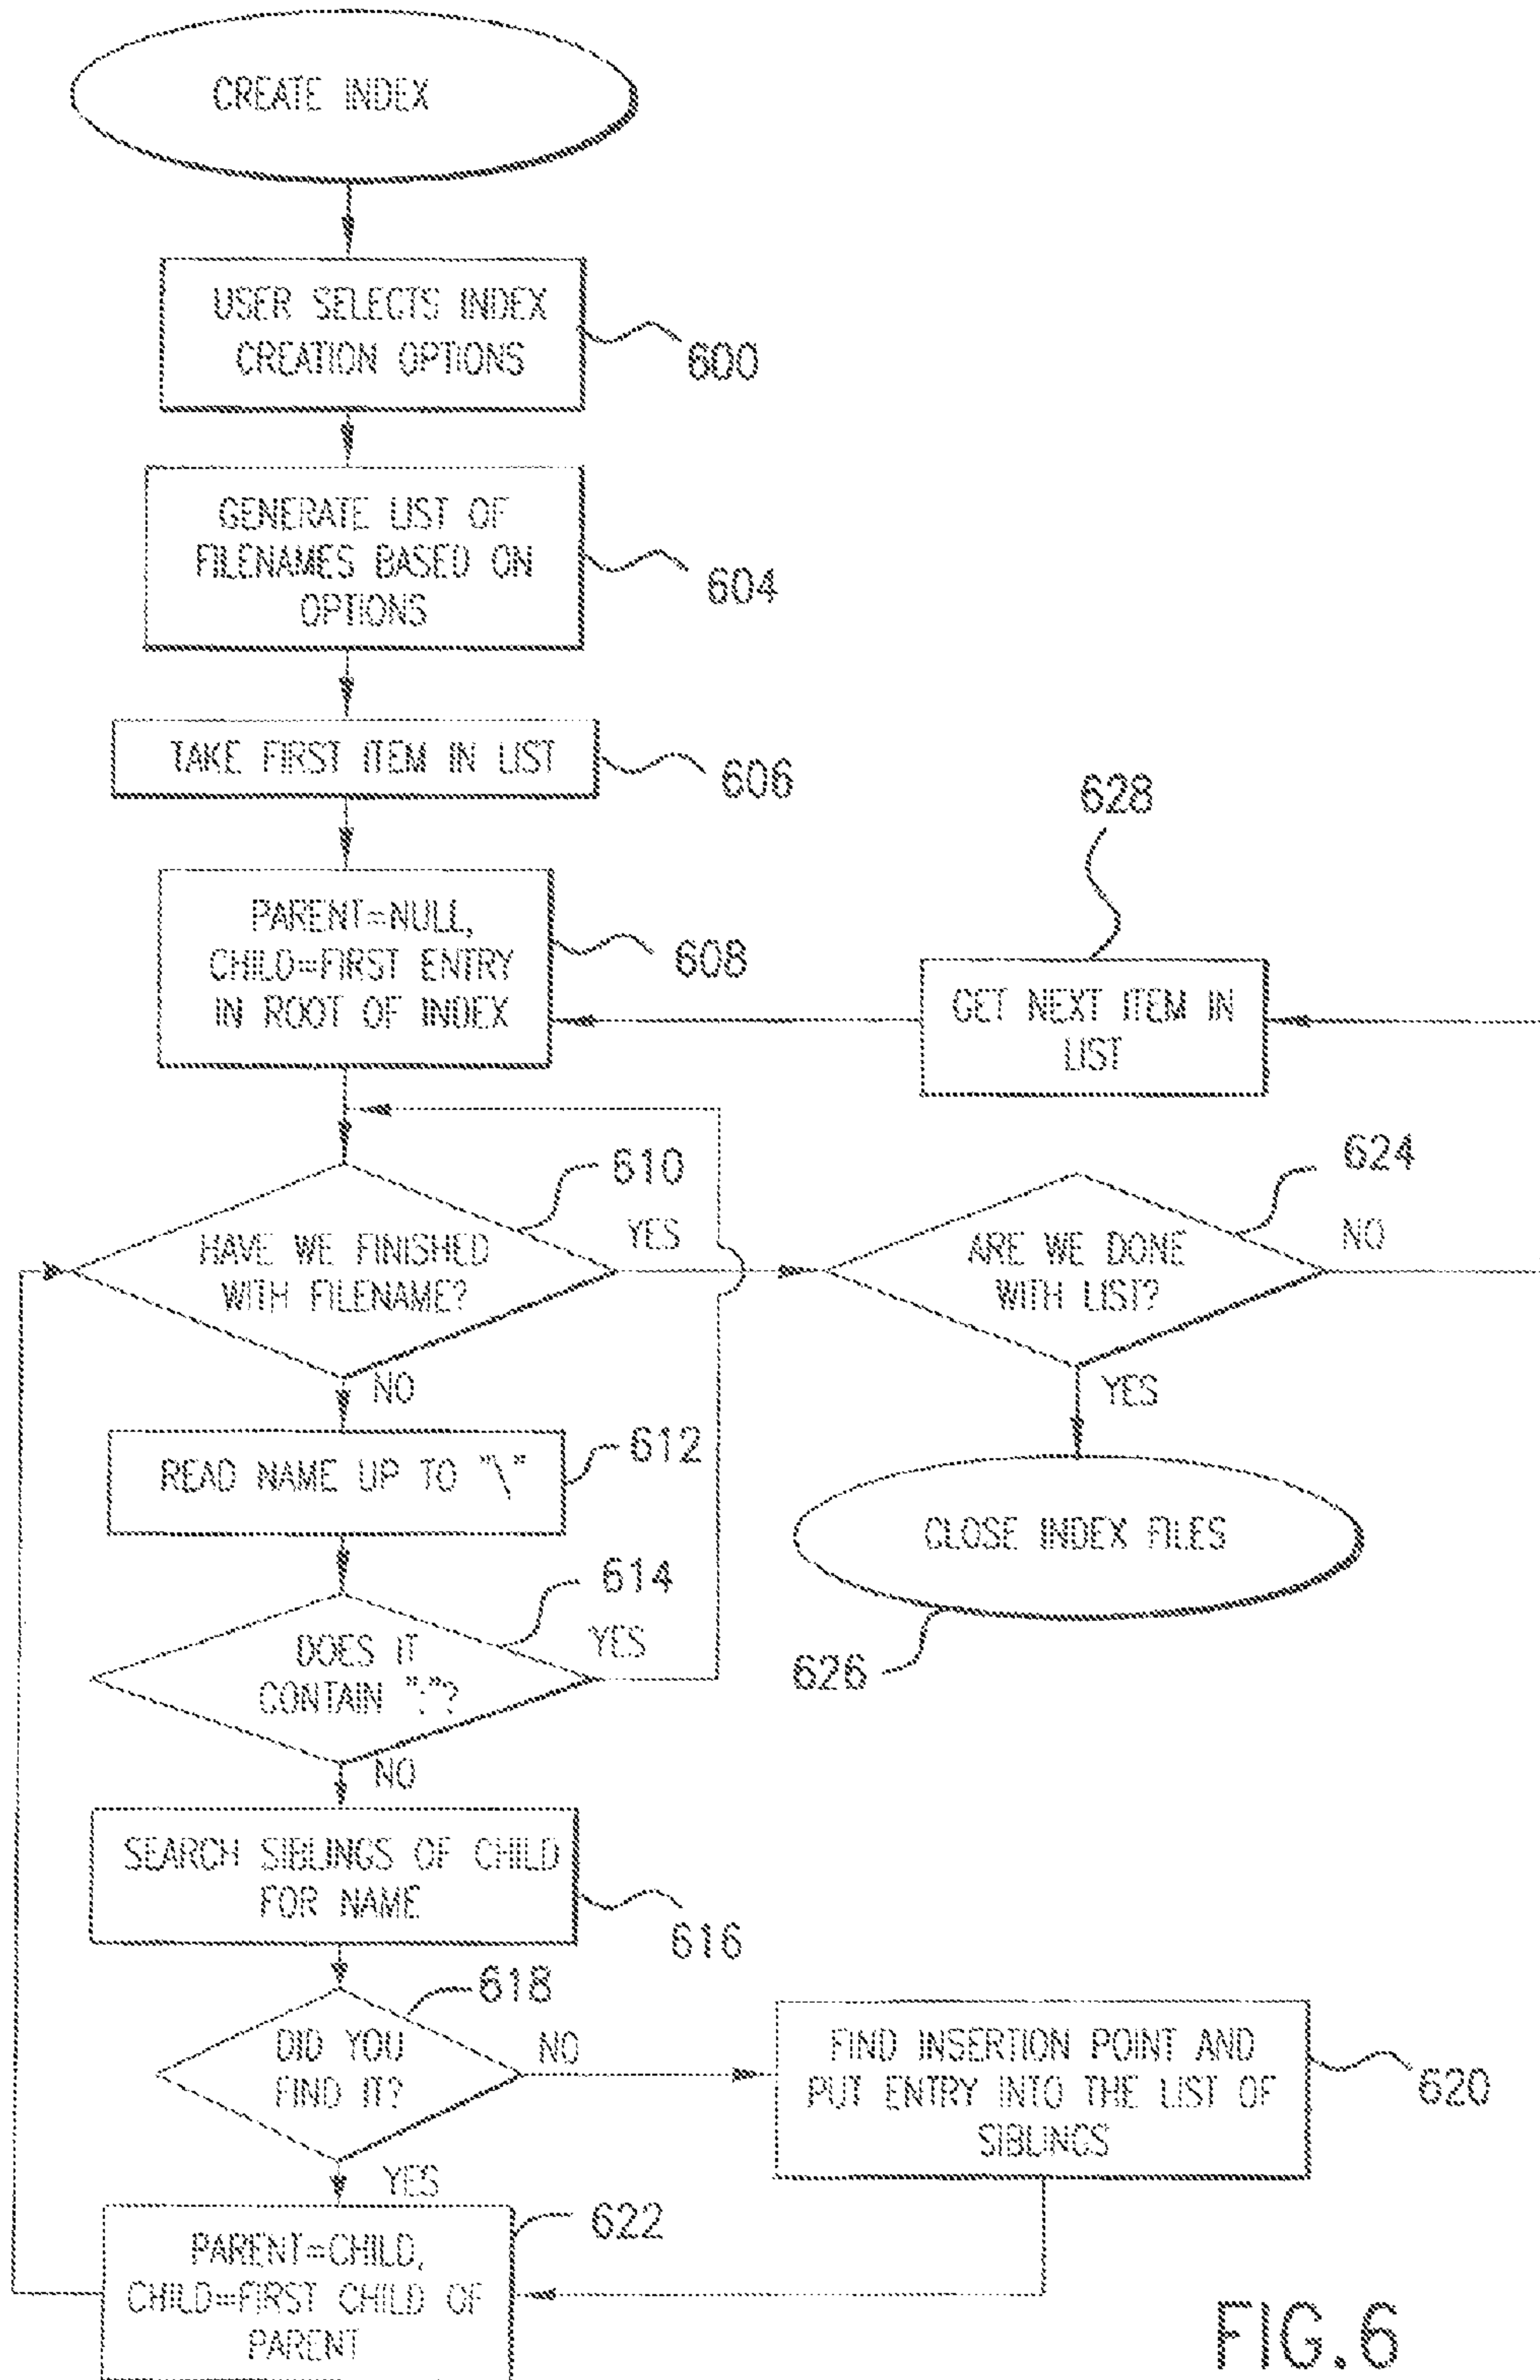 CREATE INDEX
USER SELECTS INDEX
CREATION OPTIONS
600
GENERATE LIST OF
FILENAMES BASED ON
OPTIONS
604
TAKE FIRST ITEM IN LIST
606
PARENT=NULL,
CHILD=FIRST ENTRY
IN ROOT OF INDEX
608
628
GET NEXT ITEM IN
LIST
HAVE WE FINISHED
WITH FILENAME?
610
YES
NO
ARE WE DONE
WITH LIST?
624
NO
YES
READ NAME UP TO "\"
612
CLOSE INDEX FILES
626
DOES IT
CONTAIN ":"?
614
YES
NO
SEARCH SIBLINGS OF CHILD
FOR NAME
616
DID YOU
FIND IT?
618
NO
YES
FIND INSERTION POINT AND
PUT ENTRY INTO THE LIST OF
SIBLINGS
620
PARENT=CHILD,
CHILD=FIRST CHILD OF
PARENT
622
FIG.6